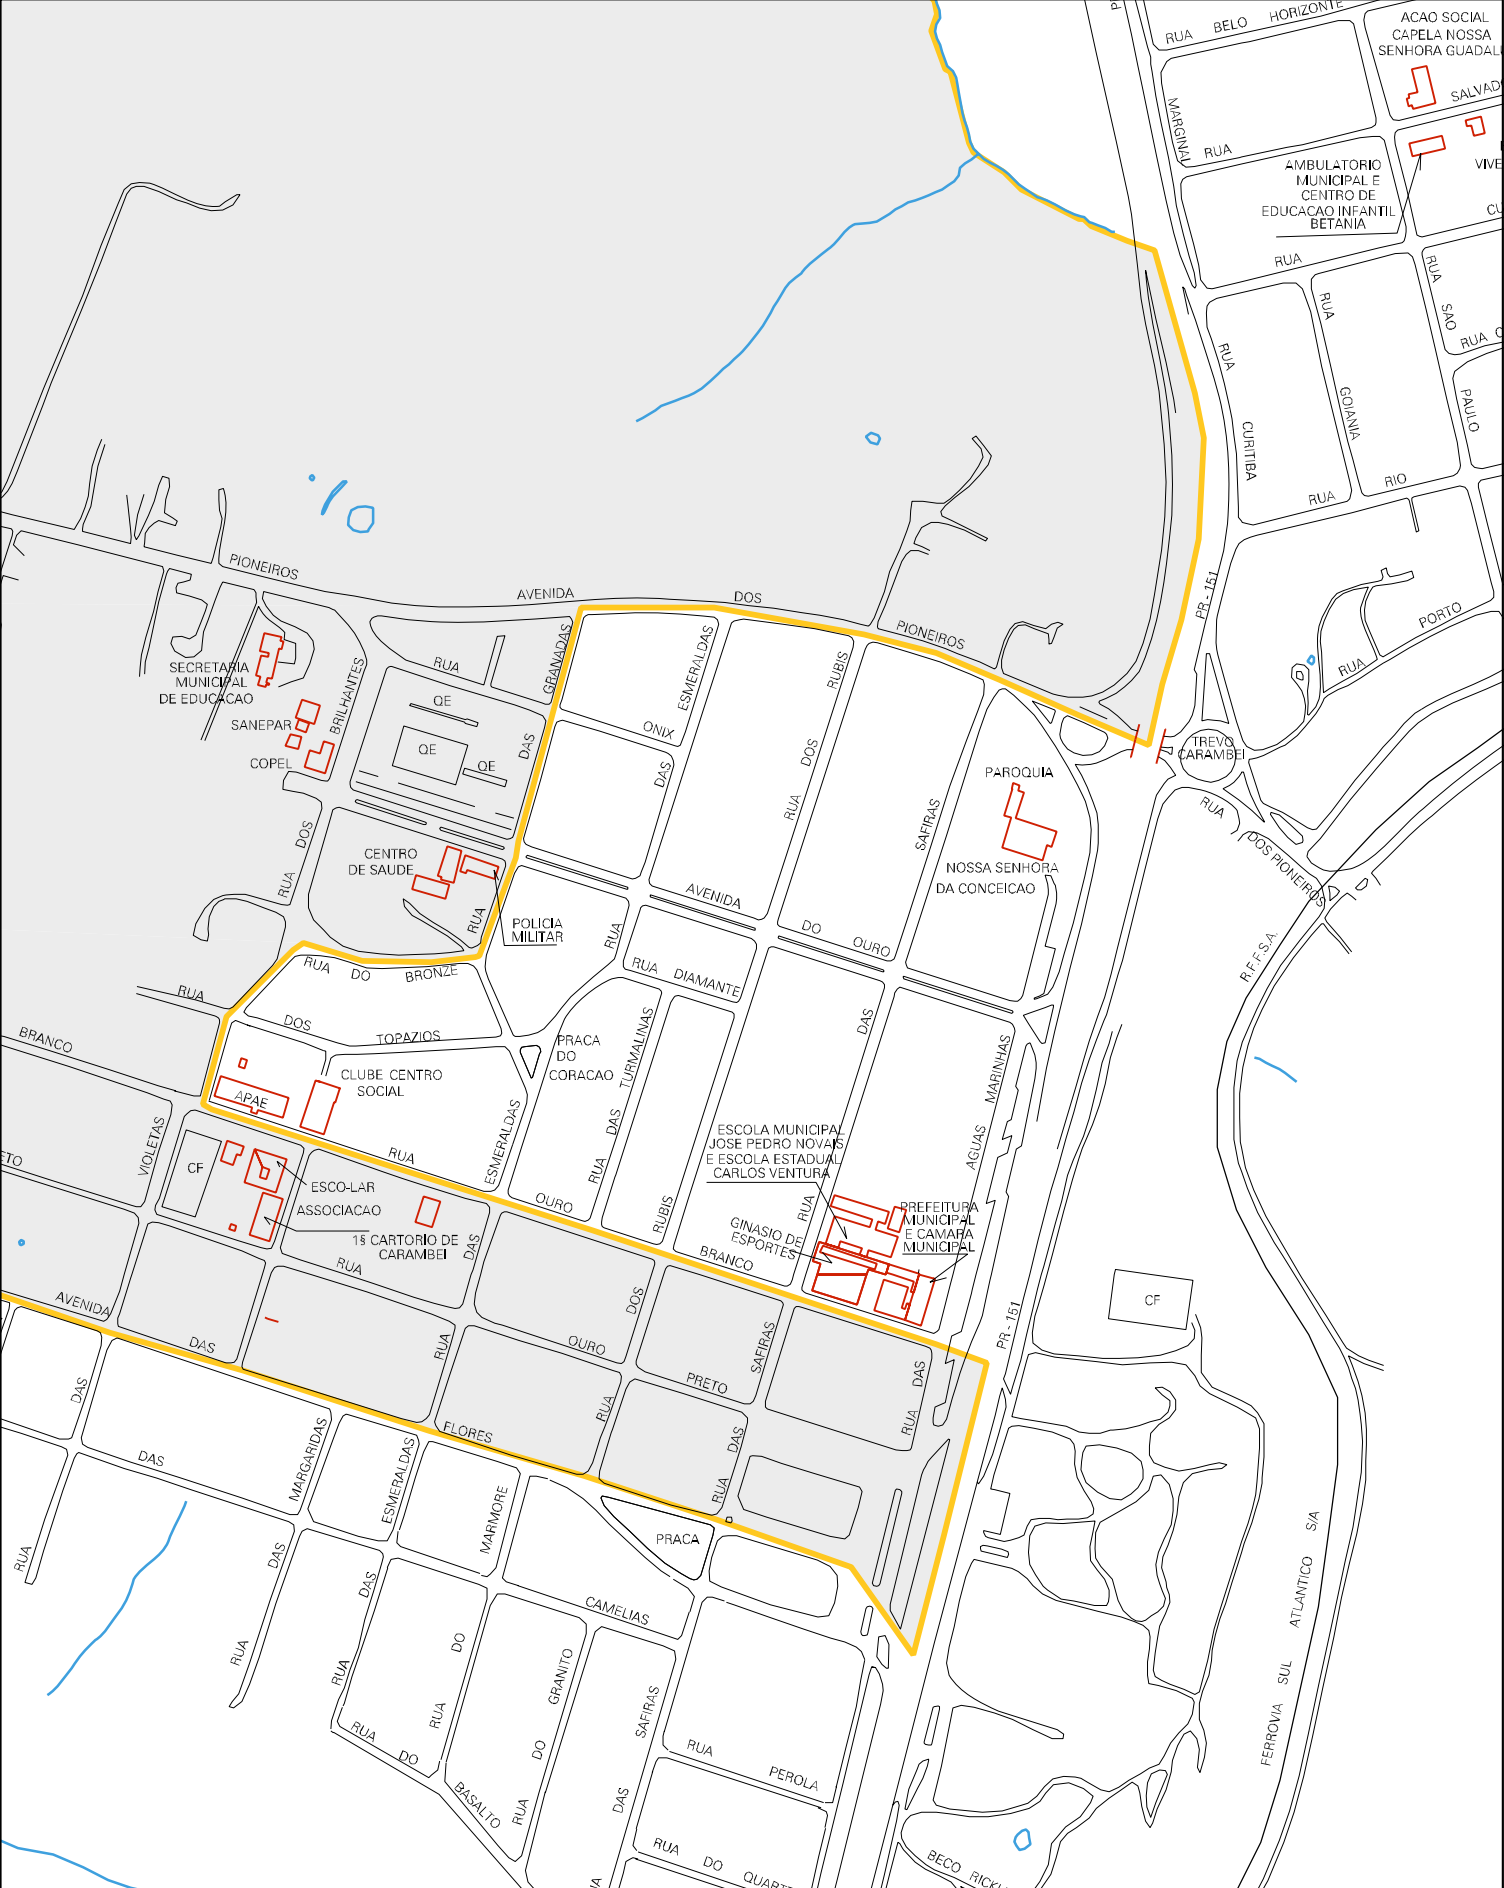 RUA BELO HORIZONTE
ACAO SOCIAL
CAPELA NOSSA
SENHORA GUADAL
SALVAD
MARGINAL
RUA
VIVE
AMBULATORIO
MUNICIPAL E
CENTRO DE
EDUCACAO INFANTIL
BETANIA
CU
RUA
RUA SAO PAULO
RUA GOIANIA
RUA CURITIBA
RUA RIO
PR - 151
RUA PORTO
PIONEIROS
AVENIDA DOS PIONEIROS
SECRETARIA
MUNICIPAL
DE EDUCACAO
SANEPAR
COPEL
RUA DOS BRILHANTES
RUA
QE
QE
QE
RUA DAS GRANADAS
ONIX
RUA DAS ESMERALDAS
RUA DOS RUBIS
SAFIRAS
PAROQUIA
NOSSA SENHORA
DA CONCEICAO
TREVO
CARAMBEI
RUA DOS PIONEIROS
R.F.F.S.A.
CENTRO
DE SAUDE
POLICIA
MILITAR
AVENIDA DO OURO
RUA DIAMANTE
RUA DO BRONZE
RUA DOS TOPAZIOS
BRANCO
PRACA
DO
CORACAO
RUA DAS TURMALINAS
DAS
AGUAS MARINHAS
CLUBE CENTRO
SOCIAL
APAE
VIOLETAS
CF
ETO
ESCO-LAR
ASSOCIACAO
1§ CARTORIO DE
CARAMBEI
ESMERALDAS
RUA OURO BRANCO
RUBIS
RUA
ESCOLA MUNICIPAL
JOSE PEDRO NOVAIS
E ESCOLA ESTADUAL
CARLOS VENTURA
GINASIO DE
ESPORTES
PREFEITURA
MUNICIPAL
E CAMARA
MUNICIPAL
RUA OURO PRETO
RUA DAS
DOS
RUA
SAFIRAS
RUA DAS
RUA DAS
PR - 151
CF
AVENIDA DAS FLORES
RUA DAS
DAS
MARGARIDAS
ESMERALDAS
MARMORE
PRACA
CAMELIAS
RUA DAS
RUA DAS
RUA DO
RUA DO GRANITO
RUA DO BASALTO
DAS SAFIRAS
RUA PEROLA
RUA DO QUART
BECO RICKL
FERROVIA SUL ATLANTICO S/A